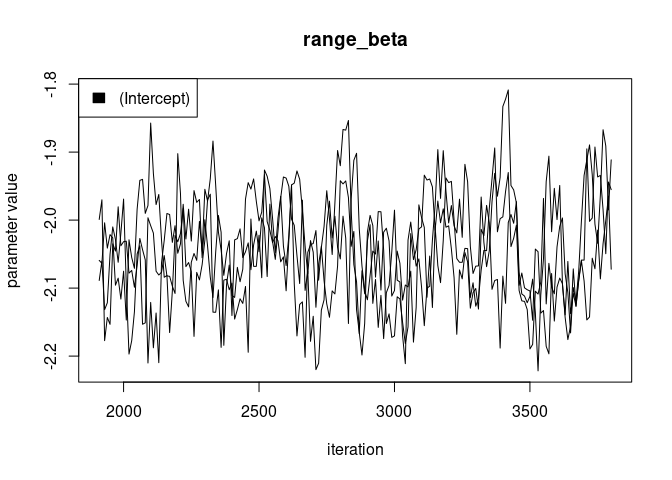 range_beta
(Intercept)
parameter value
-1.8
-1.9
-2.0
-2.1
-2.2
2000 2500 3000 3500
iteration